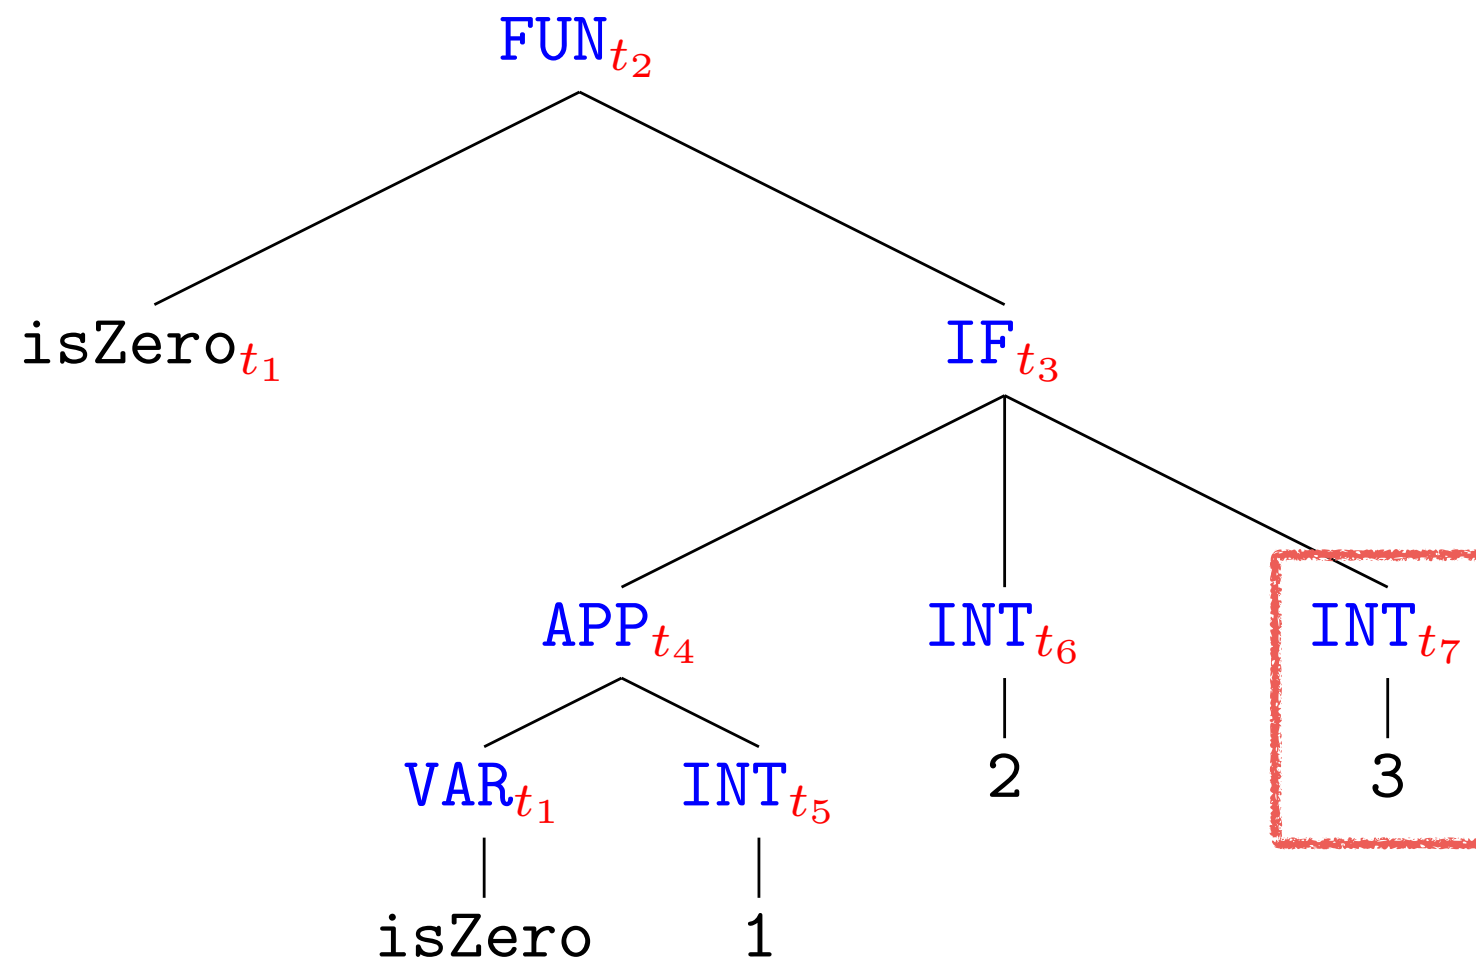 FUNt₂
isZerot₁ IFt₃
APPt₄ INTt₆ INTt₇
VARt₁ INTt₅ 2 3
isZero 1